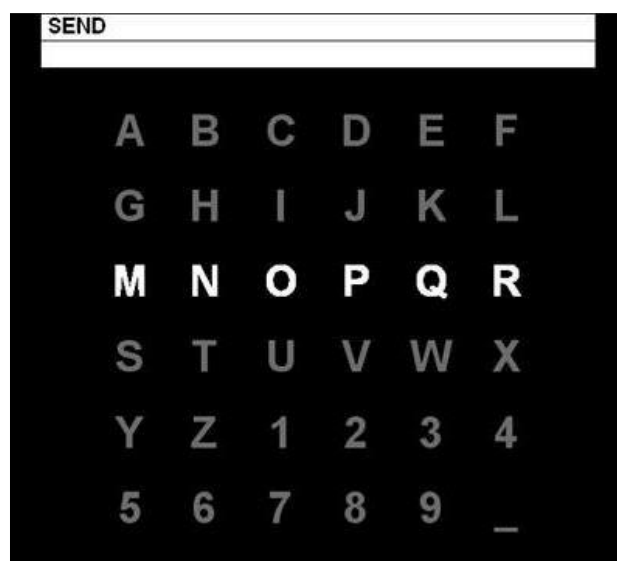 SEND
A B C D E F
G H I J K L
M N O P Q R
S T U V W X
Y Z 1 2 3 4
5 6 7 8 9 _